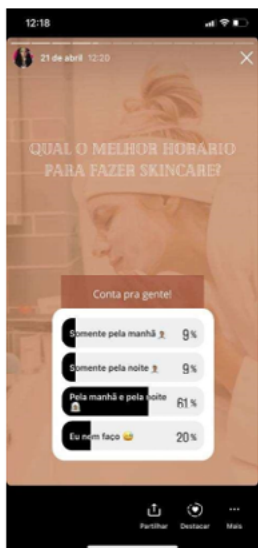 12:18
21 de abril 12:20
QUAL O MELHOR HORÁRIO
PARA FAZER SKINCARE?
Conta pra gente!
Somente pela manhã 9%
Somente pela noite 9%
Pela manhã e pela noite 61%
Eu nem faço 😅 20%
Partilhar Destacar Mais